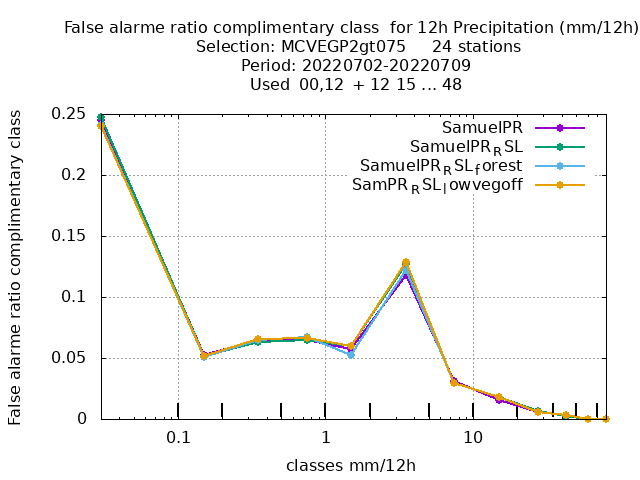 False alarme ratio complimentary class  for 12h Precipitation (mm/12h)
Selection: MCVEGP2gt075     24 stations
Period: 20220702-20220709
Used  00,12  + 12 15 ... 48
False alarme ratio complimentary class
0.25
0.2
0.15
0.1
0.05
0
SamuelPR
SamuelPR_RSL
SamuelPR_RSL_forest
SamPR_RSL_lowvegoff
0.1
1
10
classes mm/12h